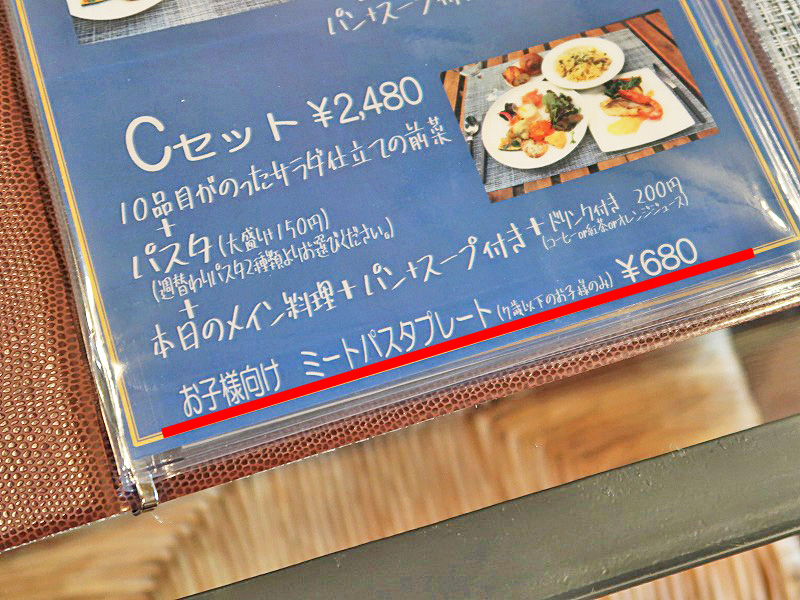 パン+スープ付き
Cセット ¥2,480
10品目がのったサラダ仕立ての前菜
+
パスタ(大盛り+150円)
(週替わりパスタ2種類よりお選びください。)
+
本日のメイン料理+パン+スープ付き+ドリンク付き 200円
(コーヒーor紅茶orオレンジジュース)
お子様向け ミートパスタプレート(7歳以下のお子様のみ) ¥680